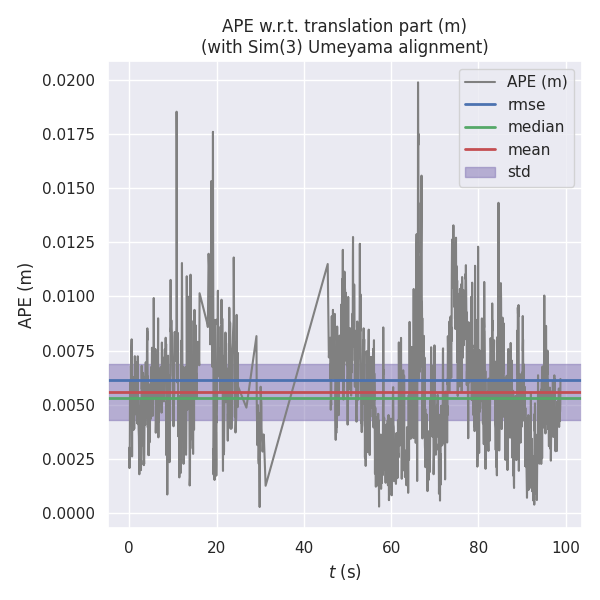 APE w.r.t. translation part (m)
(with Sim(3) Umeyama alignment)
APE (m)
rmse
median
mean
std
0.0200
0.0175
0.0150
0.0125
0.0100
0.0075
0.0050
0.0025
0.0000
APE (m)
0 20 40 60 80 100
t (s)